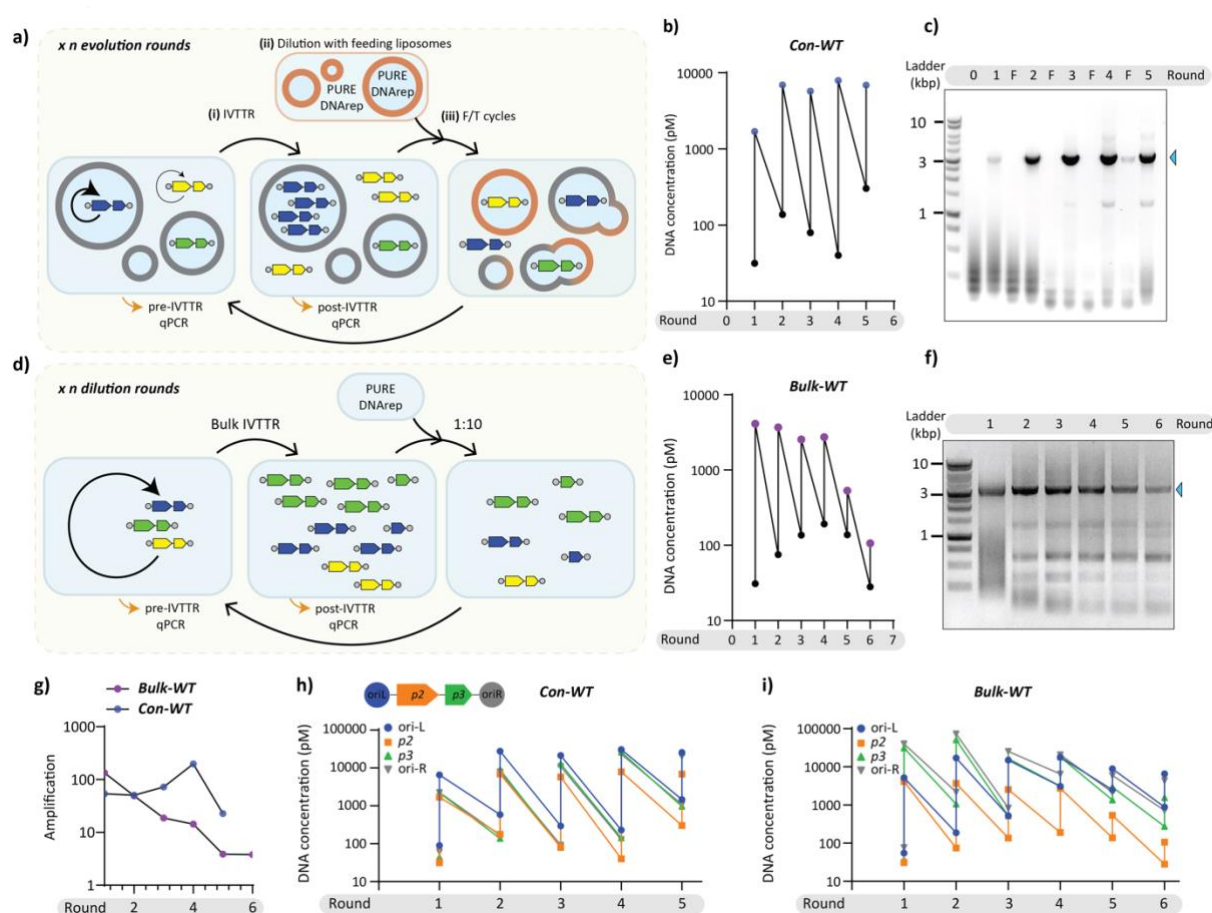 a)
x n evolution rounds
(ii) Dilution with feeding liposomes
PURE
DNArep
PURE
DNArep
(i) IVTTR
(iii) F/T cycles
pre-IVTTR
qPCR
post-IVTTR
qPCR
b)
Con-WT
DNA concentration (pM)
10000
1000
100
10
Round 0 1 2 3 4 5 6
c)
Ladder
(kbp)
0 1 F 2 F 3 F 4 F 5 Round
10
3
1
d)
x n dilution rounds
PURE
DNArep
Bulk IVTTR
1:10
pre-IVTTR
qPCR
post-IVTTR
qPCR
e)
Bulk-WT
DNA concentration (pM)
10000
1000
100
10
Round 0 1 2 3 4 5 6 7
f)
Ladder
(kbp)
1 2 3 4 5 6 Round
10
3
1
g)
Bulk-WT
Con-WT
Amplification
1000
100
10
1
Round 2 4 6
h)
oriL p2 p3 oriR
Con-WT
DNA concentration (pM)
100000
10000
1000
100
10
ori-L
p2
p3
ori-R
Round 1 2 3 4 5
i)
Bulk-WT
DNA concentration (pM)
100000
10000
1000
100
10
ori-L
p2
p3
ori-R
Round 1 2 3 4 5 6